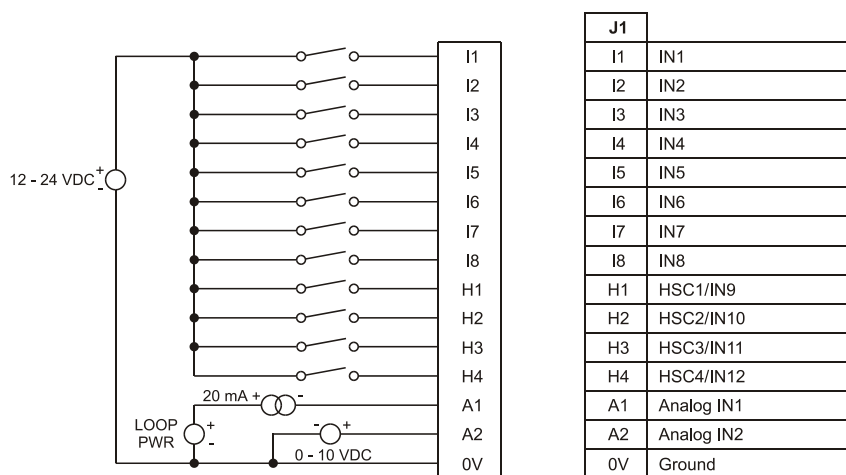 J1
I1 I1 IN1
I2 I2 IN2
I3 I3 IN3
I4 I4 IN4
12 - 24 VDC + - I5 I5 IN5
I6 I6 IN6
I7 I7 IN7
I8 I8 IN8
H1 H1 HSC1/IN9
H2 H2 HSC2/IN10
H3 H3 HSC3/IN11
H4 H4 HSC4/IN12
20 mA + - A1 A1 Analog IN1
LOOP PWR + - - + A2 A2 Analog IN2
0 - 10 VDC 0V 0V Ground